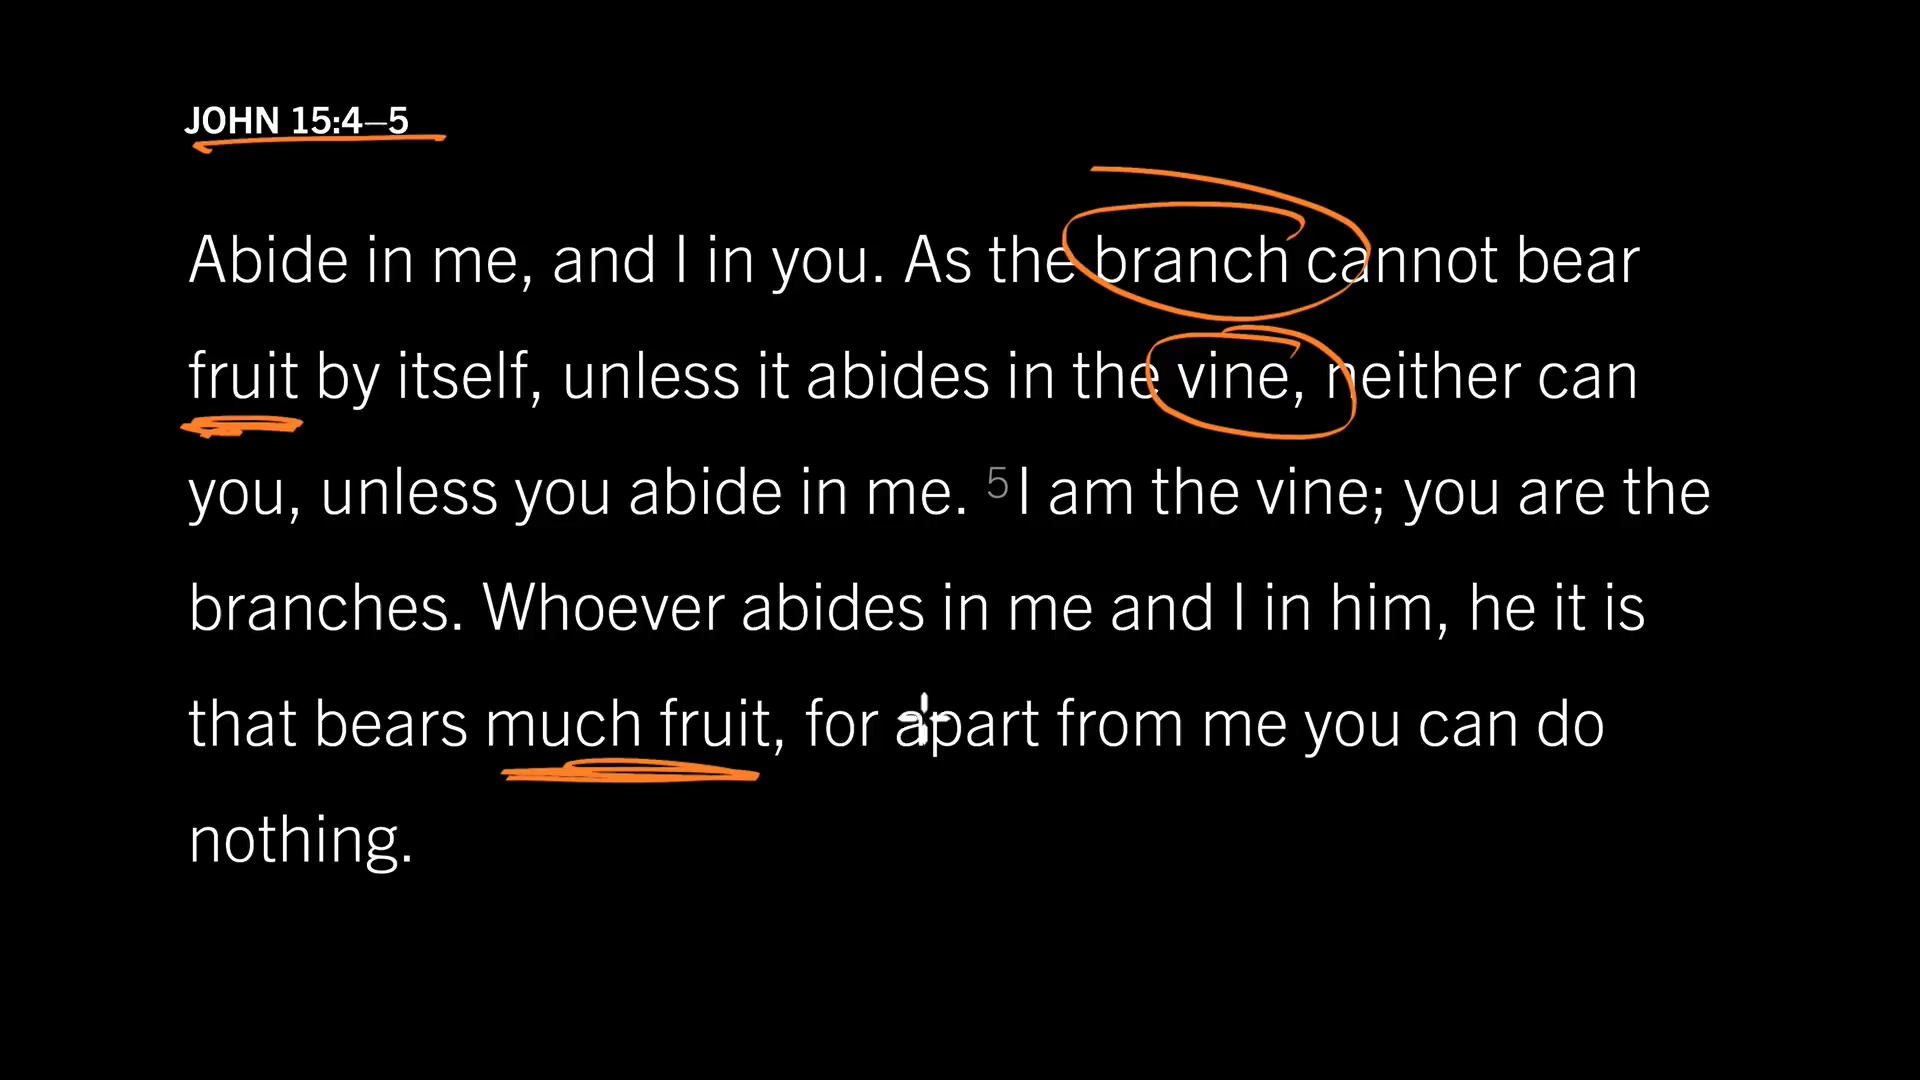 JOHN 15:4–5
Abide in me, and I in you. As the branch cannot bear
fruit by itself, unless it abides in the vine, neither can
you, unless you abide in me. 5 I am the vine; you are the
branches. Whoever abides in me and I in him, he it is
that bears much fruit, for apart from me you can do
nothing.